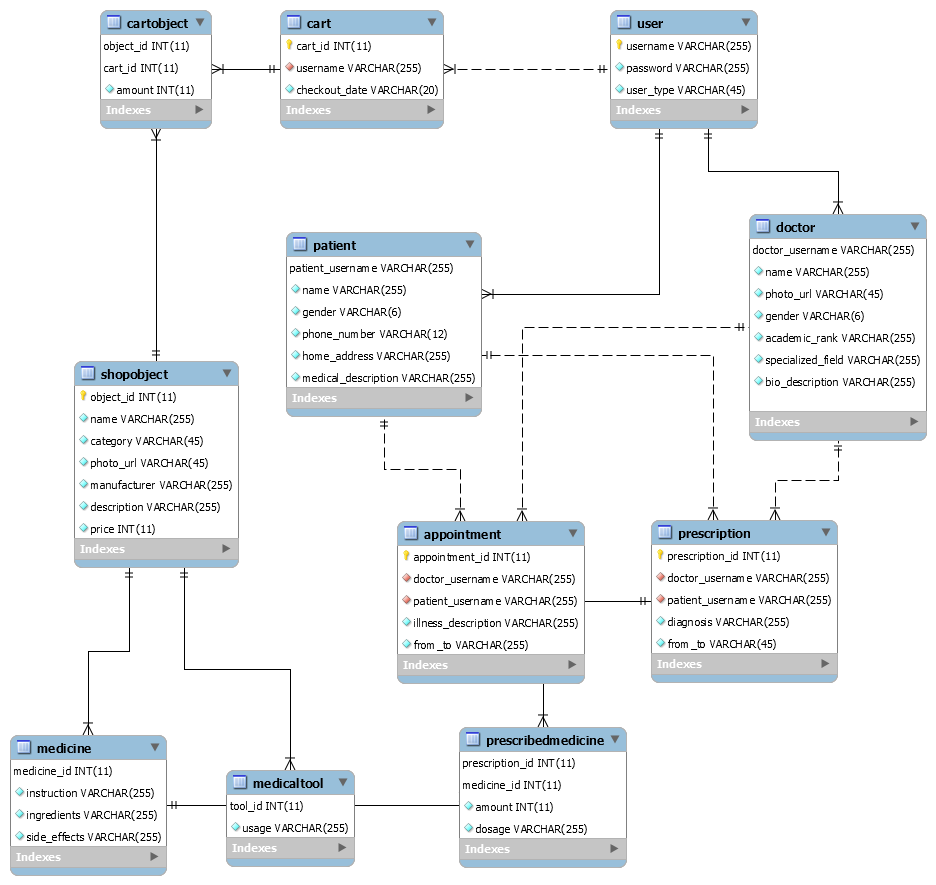 cartobject
object_id INT(11)
cart_id INT(11)
amount INT(11)
Indexes
cart
cart_id INT(11)
username VARCHAR(255)
checkout_date VARCHAR(20)
Indexes
user
username VARCHAR(255)
password VARCHAR(255)
user_type VARCHAR(45)
Indexes
patient
patient_username VARCHAR(255)
name VARCHAR(255)
gender VARCHAR(6)
phone_number VARCHAR(12)
home_address VARCHAR(255)
medical_description VARCHAR(255)
Indexes
doctor
doctor_username VARCHAR(255)
name VARCHAR(255)
photo_url VARCHAR(45)
gender VARCHAR(6)
academic_rank VARCHAR(255)
specialized_field VARCHAR(255)
bio_description VARCHAR(255)
Indexes
shopobject
object_id INT(11)
name VARCHAR(255)
category VARCHAR(45)
photo_url VARCHAR(45)
manufacturer VARCHAR(255)
description VARCHAR(255)
price INT(11)
Indexes
appointment
appointment_id INT(11)
doctor_username VARCHAR(255)
patient_username VARCHAR(255)
illness_description VARCHAR(255)
from_to VARCHAR(255)
Indexes
prescription
prescription_id INT(11)
doctor_username VARCHAR(255)
patient_username VARCHAR(255)
diagnosis VARCHAR(255)
from_to VARCHAR(45)
Indexes
medicine
medicine_id INT(11)
instruction VARCHAR(255)
ingredients VARCHAR(255)
side_effects VARCHAR(255)
Indexes
medicaltool
tool_id INT(11)
usage VARCHAR(255)
Indexes
prescribedmedicine
prescription_id INT(11)
medicine_id INT(11)
amount INT(11)
dosage VARCHAR(255)
Indexes